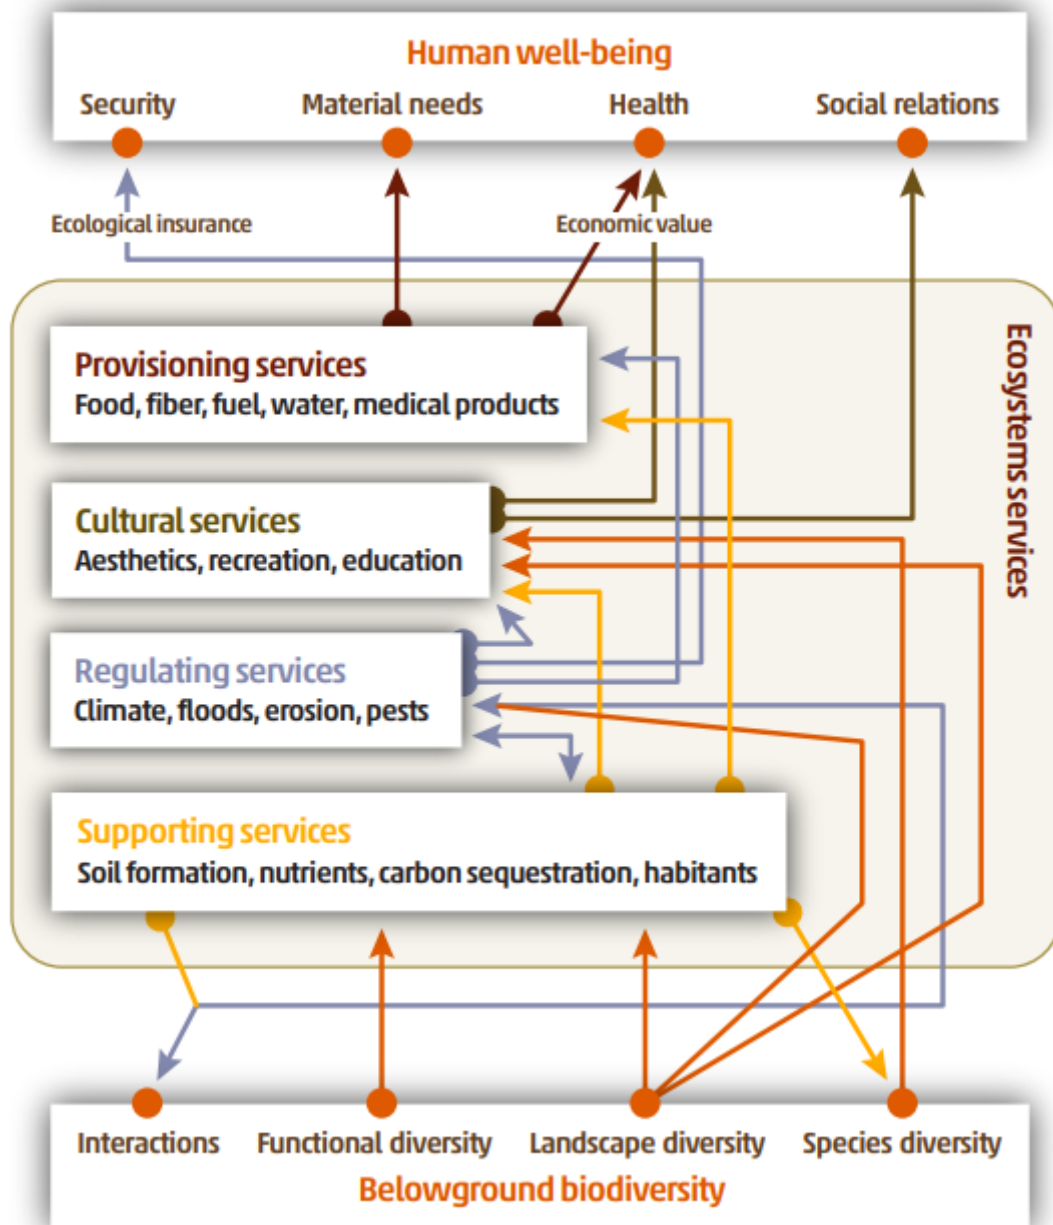 Human well-being
Security
Material needs
Health
Social relations
Ecological insurance
Economic value
Ecosystems services
Provisioning services
Food, fiber, fuel, water, medical products
Cultural services
Aesthetics, recreation, education
Regulating services
Climate, floods, erosion, pests
Supporting services
Soil formation, nutrients, carbon sequestration, habitants
Interactions
Functional diversity
Landscape diversity
Species diversity
Belowground biodiversity